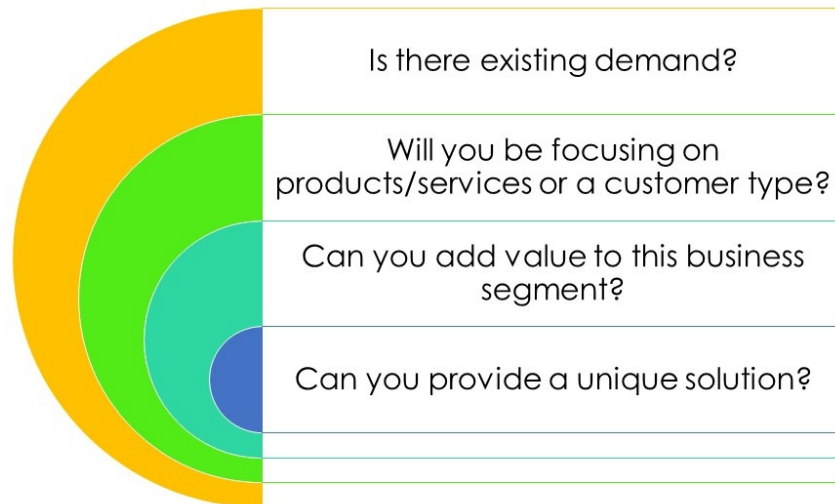 Is there existing demand?
Will you be focusing on
products/services or a customer type?
Can you add value to this business
segment?
Can you provide a unique solution?